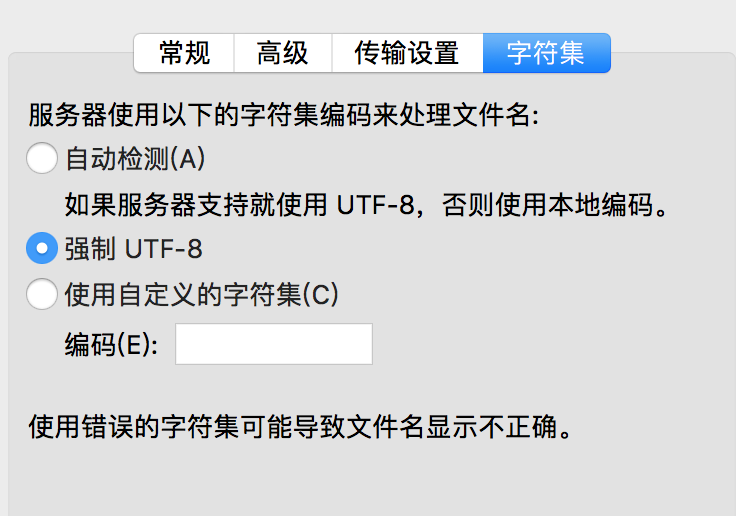 常规 高级 传输设置 字符集
服务器使用以下的字符集编码来处理文件名:
自动检测(A)
如果服务器支持就使用 UTF-8，否则使用本地编码。
强制 UTF-8
使用自定义的字符集(C)
编码(E):
使用错误的字符集可能导致文件名显示不正确。